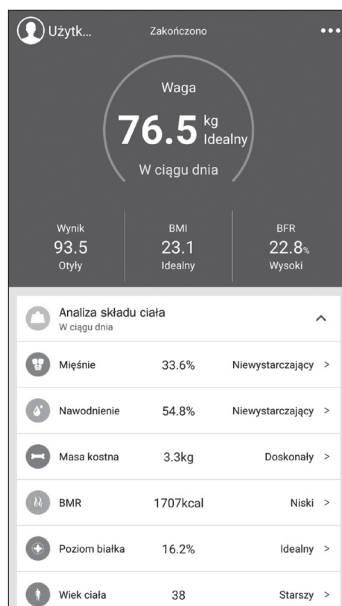 Użytk...
Zakończono
Waga
76.5 kg
Idealny
W ciągu dnia
Wynik BMI BFR
93.5 23.1 22.8%
Otyły Idealny Wysoki
Analiza składu ciała
W ciągu dnia
Mięśnie 33.6% Niewystarczający >
Nawodnienie 54.8% Niewystarczający >
Masa kostna 3.3kg Doskonały >
BMR 1707kcal Niski >
Poziom białka 16.2% Idealny >
Wiek ciała 38 Starszy >